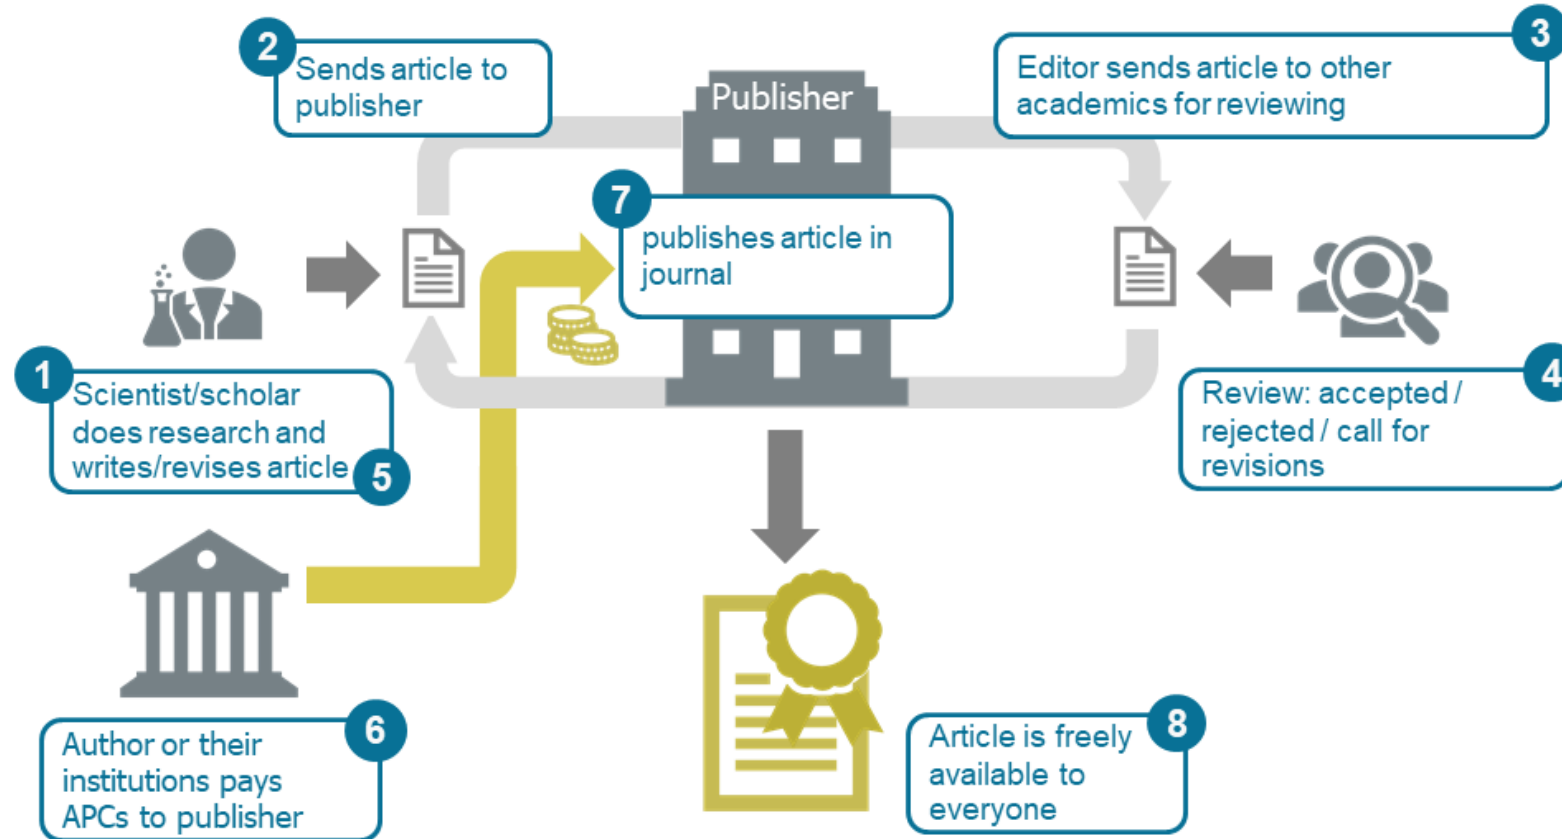 2
Sends article to
publisher
Publisher
3
Editor sends article to other
academics for reviewing
7
publishes article in
journal
1
Scientist/scholar
does research and
writes/revises article
5
4
Review: accepted /
rejected / call for
revisions
6
Author or their
institutions pays
APCs to publisher
8
Article is freely
available to
everyone